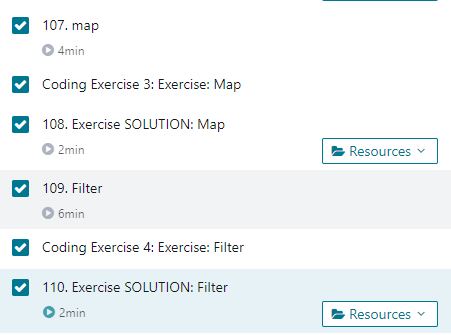 107. map
4min
Coding Exercise 3: Exercise: Map
108. Exercise SOLUTION: Map
2min
Resources
109. Filter
6min
Coding Exercise 4: Exercise: Filter
110. Exercise SOLUTION: Filter
2min
Resources